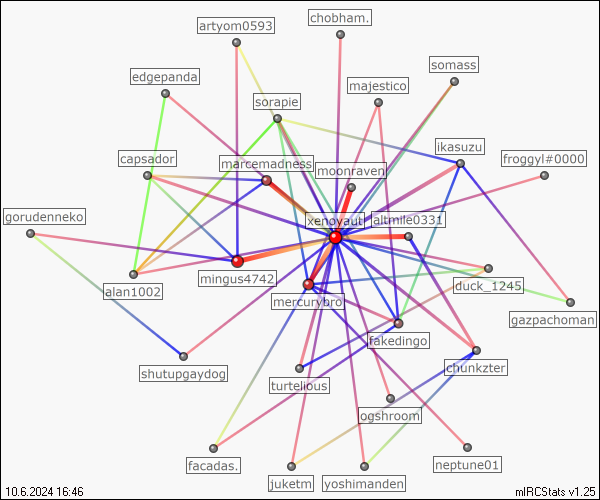 chobham.
artyom0593
somass
edgepanda
majestico
sorapie
ikasuzu
capsador
marcemadness
moonraven
froggyl#0000
gorudenneko
xenoyaut
altmile0331
mingus4742
alan1002
duck_1245
mercurybro
gazpachoman
fakedingo
shutupgaydog
chunkzter
turtelious
ogshroom
facadas.
neptune01
juketm
yoshimanden
10.6.2024 16:46
mIRCStats v1.25